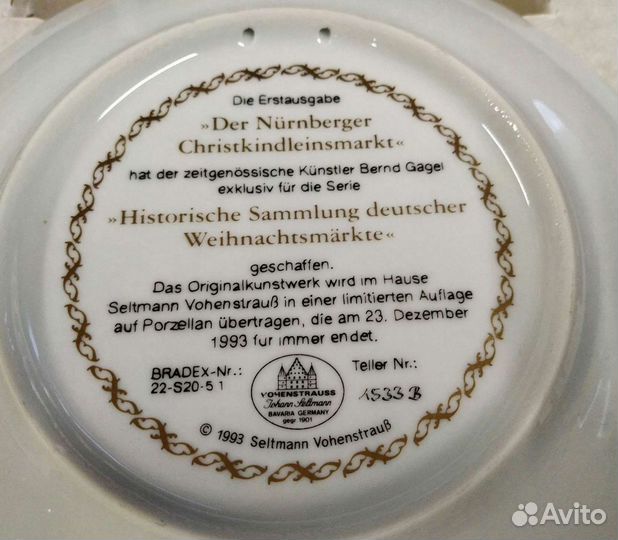 Die Erstausgabe
»Der Nürnberger
Christkindleinsmarkt«
hat der zeitgenössische Künstler Bernd Gagel
exklusiv für die Serie
»Historische Sammlung deutscher
Weihnachtsmärkte«
geschaffen.
Das Originalkunstwerk wird im Hause
Seltmann Vohenstrauß in einer limitierten Auflage
auf Porzellan übertragen, die am 23. Dezember
1993 fur immer endet.
BRADEX-Nr.:
22-S20-5 1
VOHENSTRAUSS
Johann Seltmann
BAVARIA GERMANY
gegr. 1901
Teller Nr.:
1533 B
© 1993 Seltmann Vohenstrauß
Avito